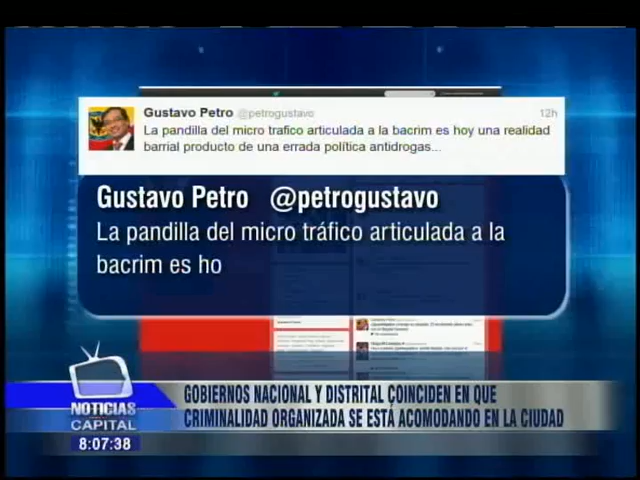 Gustavo Petro @petrogustavo 12h
La pandilla del micro trafico articulada a la bacrim es hoy una realidad
barrial producto de una errada política antidrogas...
Gustavo Petro @petrogustavo
La pandilla del micro tráfico articulada a la
bacrim es ho
GOBIERNOS NACIONAL Y DISTRITAL COINCIDEN EN QUE
CRIMINALIDAD ORGANIZADA SE ESTÁ ACOMODANDO EN LA CIUDAD
NOTICIAS
CAPITAL
8:07:38